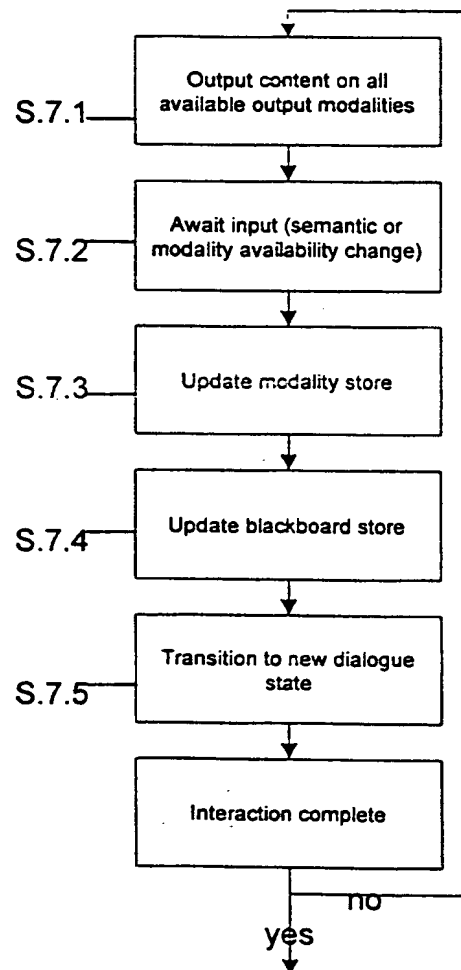 Output content on all
available output modalities
S.7.1
Await input (semantic or
modality availability change)
S.7.2
Update modality store
S.7.3
Update blackboard store
S.7.4
Transition to new dialogue
state
S.7.5
Interaction complete
no
yes